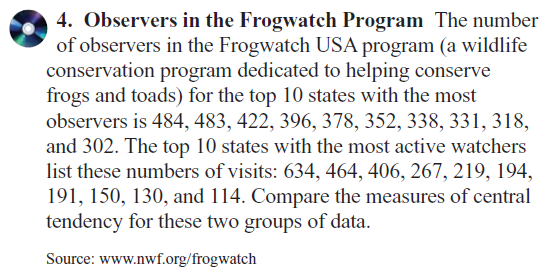 4. Observers in the Frogwatch Program The number
of observers in the Frogwatch USA program (a wildlife
conservation program dedicated to helping conserve
frogs and toads) for the top 10 states with the most
observers is 484, 483, 422, 396, 378, 352, 338, 331, 318,
and 302. The top 10 states with the most active watchers
list these numbers of visits: 634, 464, 406, 267, 219, 194,
191, 150, 130, and 114. Compare the measures of central
tendency for these two groups of data.
Source: www.nwf.org/frogwatch